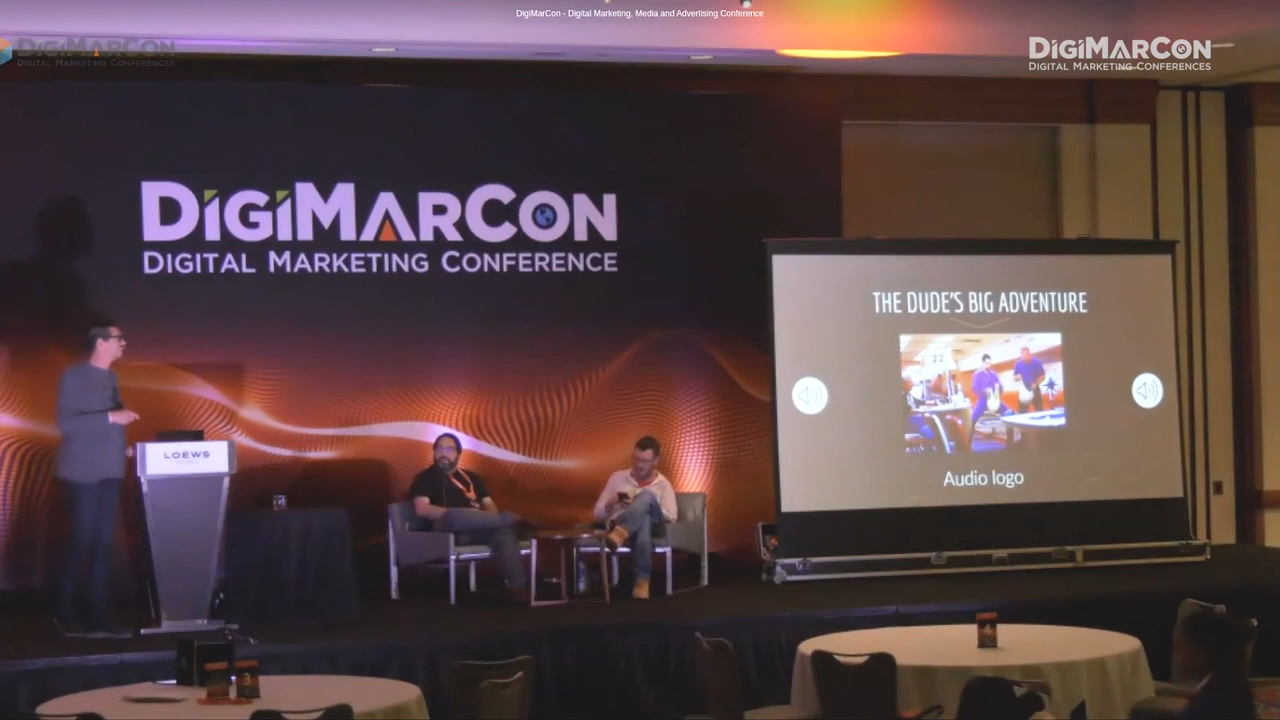 DigiMarCon - Digital Marketing, Media and Advertising Conference
DIGIMARCON
DIGITAL MARKETING CONFERENCES
DIGIMARCON
DIGITAL MARKETING CONFERENCES
DIGIMARCON
DIGITAL MARKETING CONFERENCE
THE DUDE'S BIG ADVENTURE
22
Audio logo
LOEWS
3